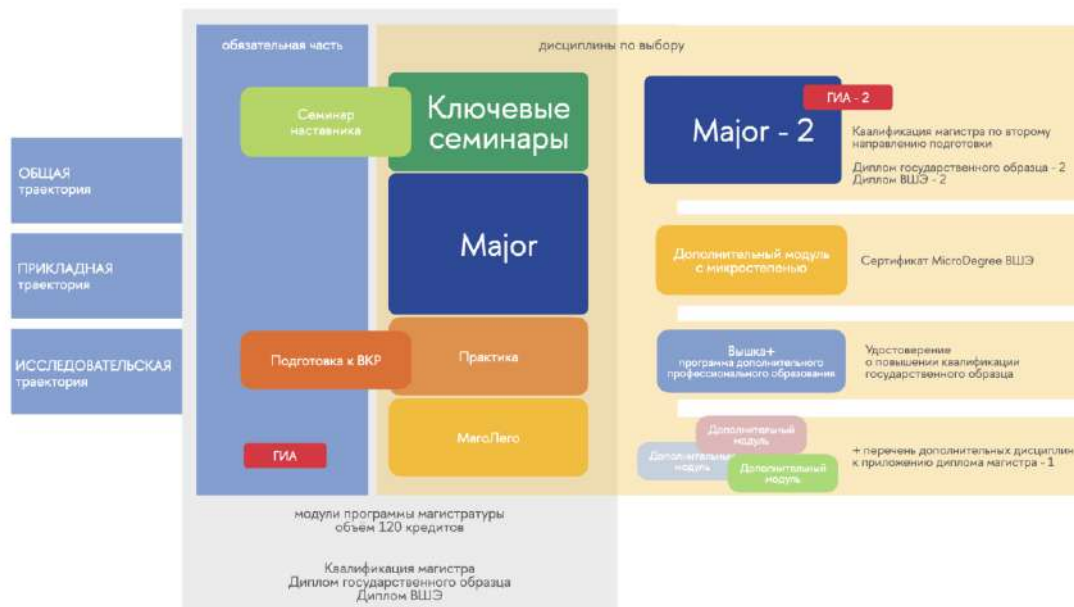 обязательная часть
дисциплины по выбору
Семинар
наставника
Ключевые
семинары
ГИА - 2
Major - 2
Квалификация магистра по второму
направлению подготовки
Диплом государственного образца - 2
Диплом ВШЭ - 2
ОБЩАЯ
траектория
Major
ПРИКЛАДНАЯ
траектория
Дополнительный модуль
с микростепенью
Сертификат MicroDegree ВШЭ
ИССЛЕДОВАТЕЛЬСКАЯ
траектория
Подготовка к ВКР
Практика
Вышка+
программа дополнительного
профессионального образования
Удостоверение
о повышении квалификации
государственного образца
ГИА
МагоЛего
Дополнительный
модуль
Дополнительный
модуль
Дополнительный
модуль
+ перечень дополнительных дисциплин
к приложению диплома магистра - 1
модули программы магистратуры
объём 120 кредитов
Квалификация магистра
Диплом государственного образца
Диплом ВШЭ